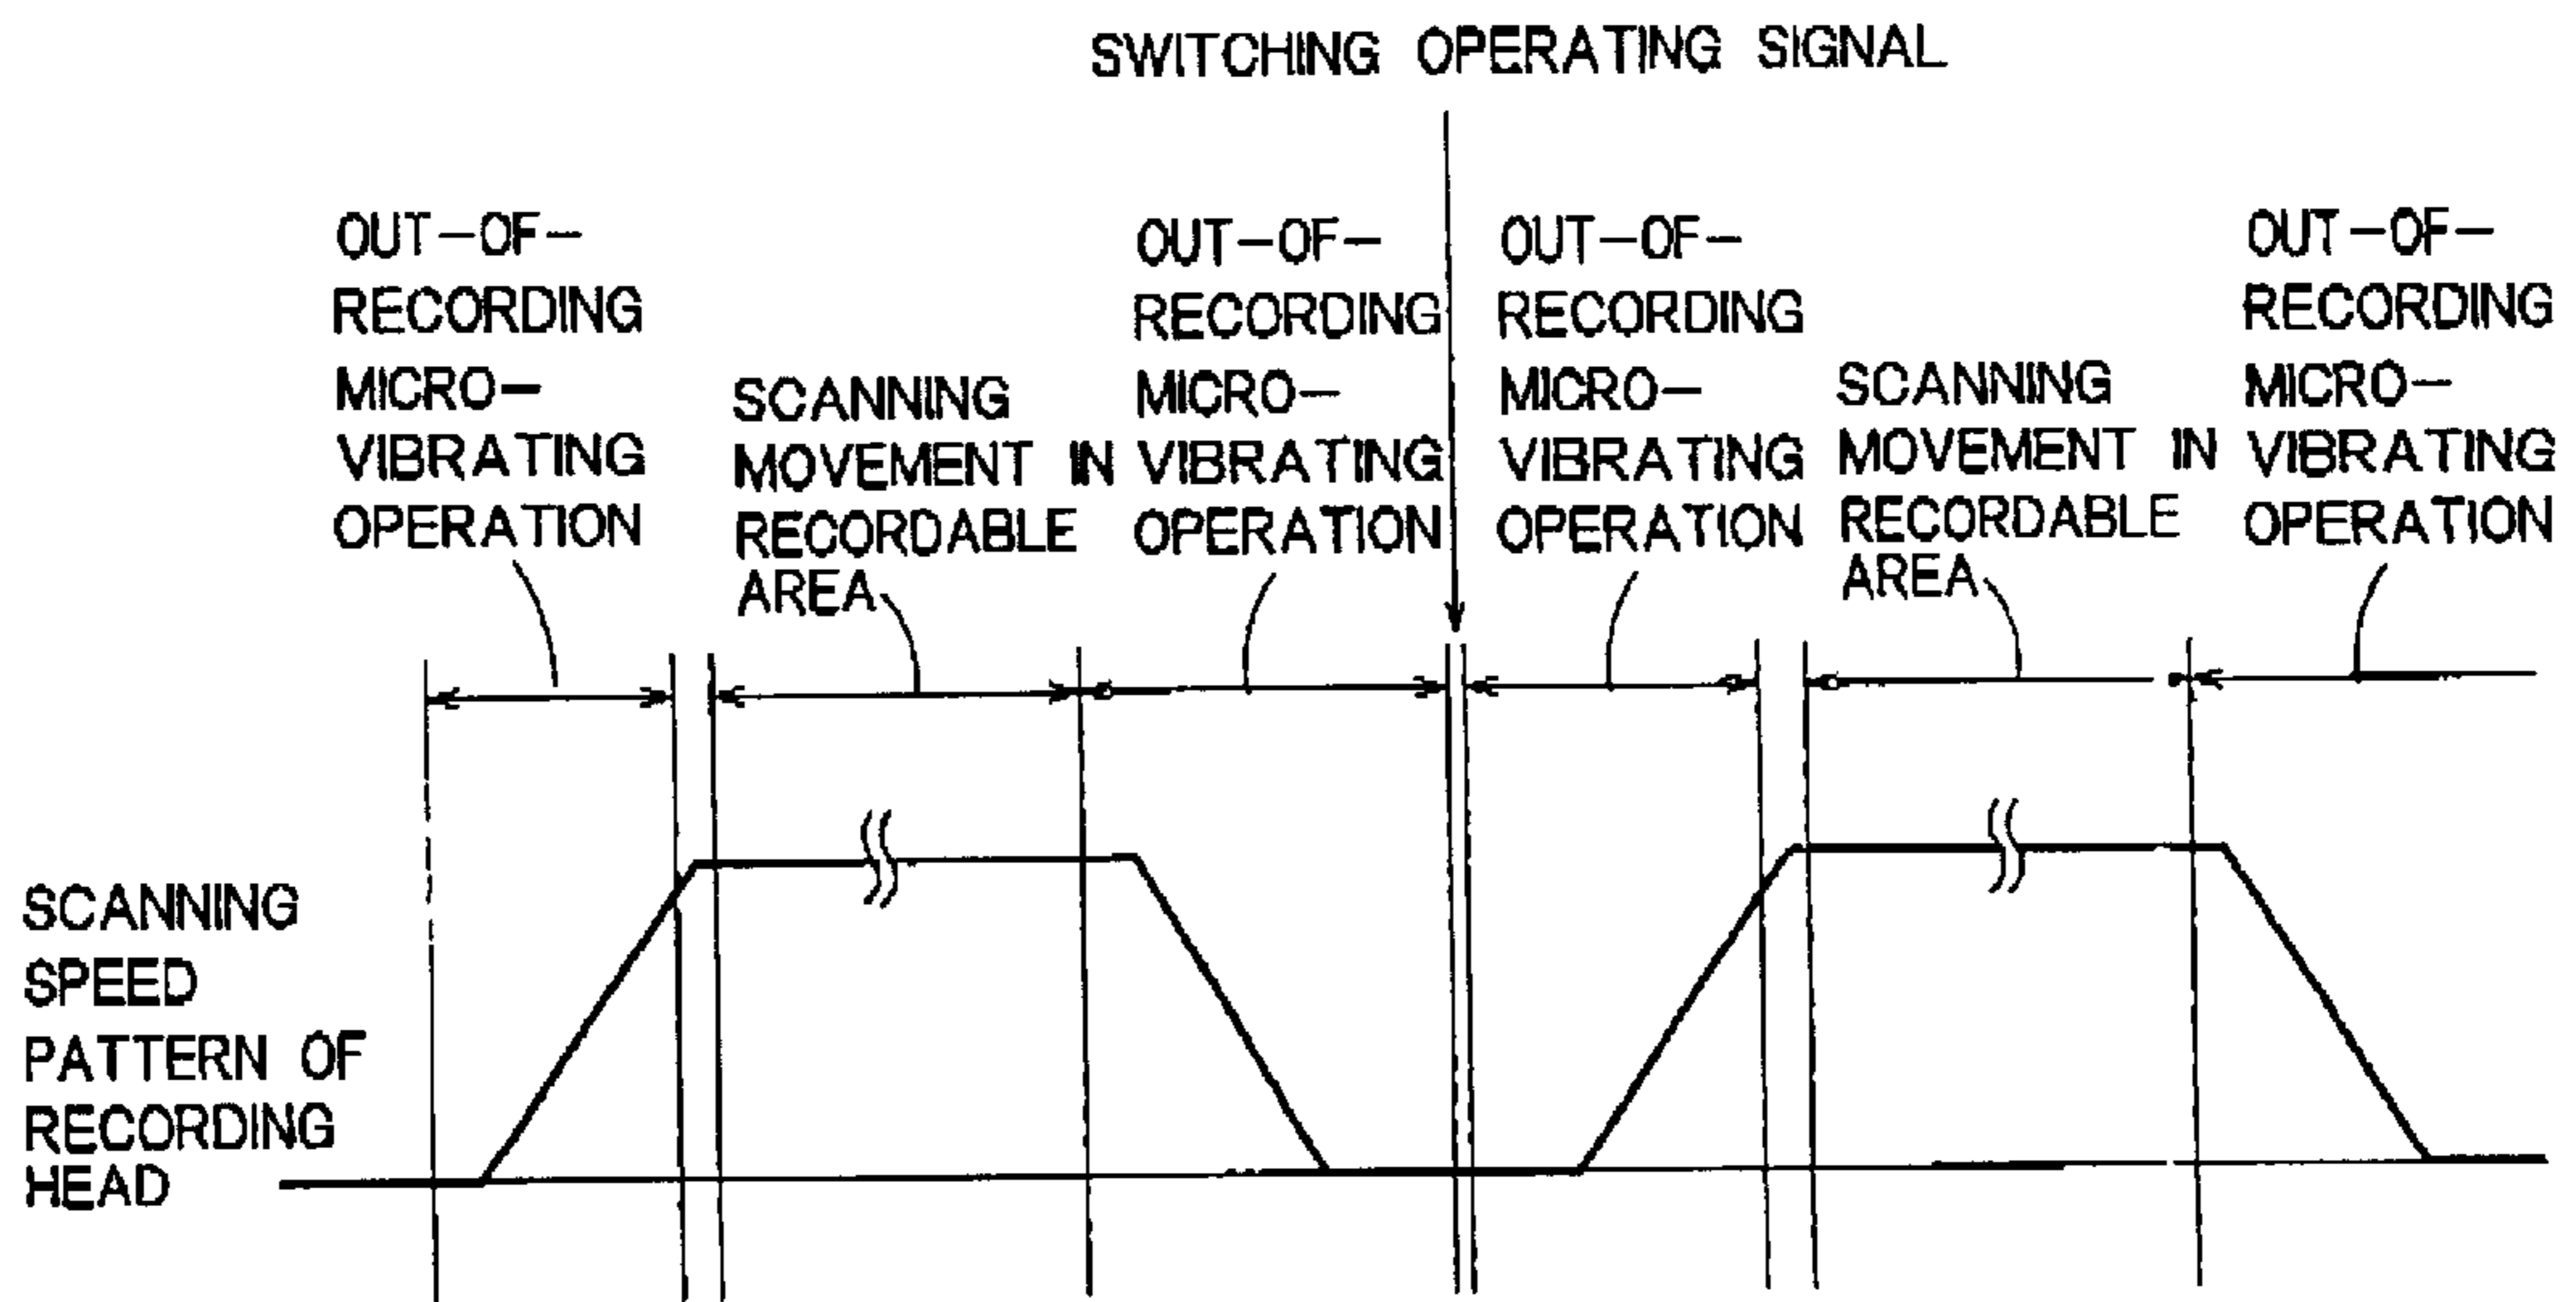 SWITCHING OPERATING SIGNAL
OUT-OF-
RECORDING
MICRO-
VIBRATING
OPERATION
SCANNING
MOVEMENT IN
RECORDABLE
AREA
OUT-OF-
RECORDING
MICRO-
VIBRATING
OPERATION
OUT-OF-
RECORDING
MICRO-
VIBRATING
OPERATION
SCANNING
MOVEMENT IN
RECORDABLE
AREA
OUT-OF-
RECORDING
MICRO-
VIBRATING
OPERATION
SCANNING
SPEED
PATTERN OF
RECORDING
HEAD